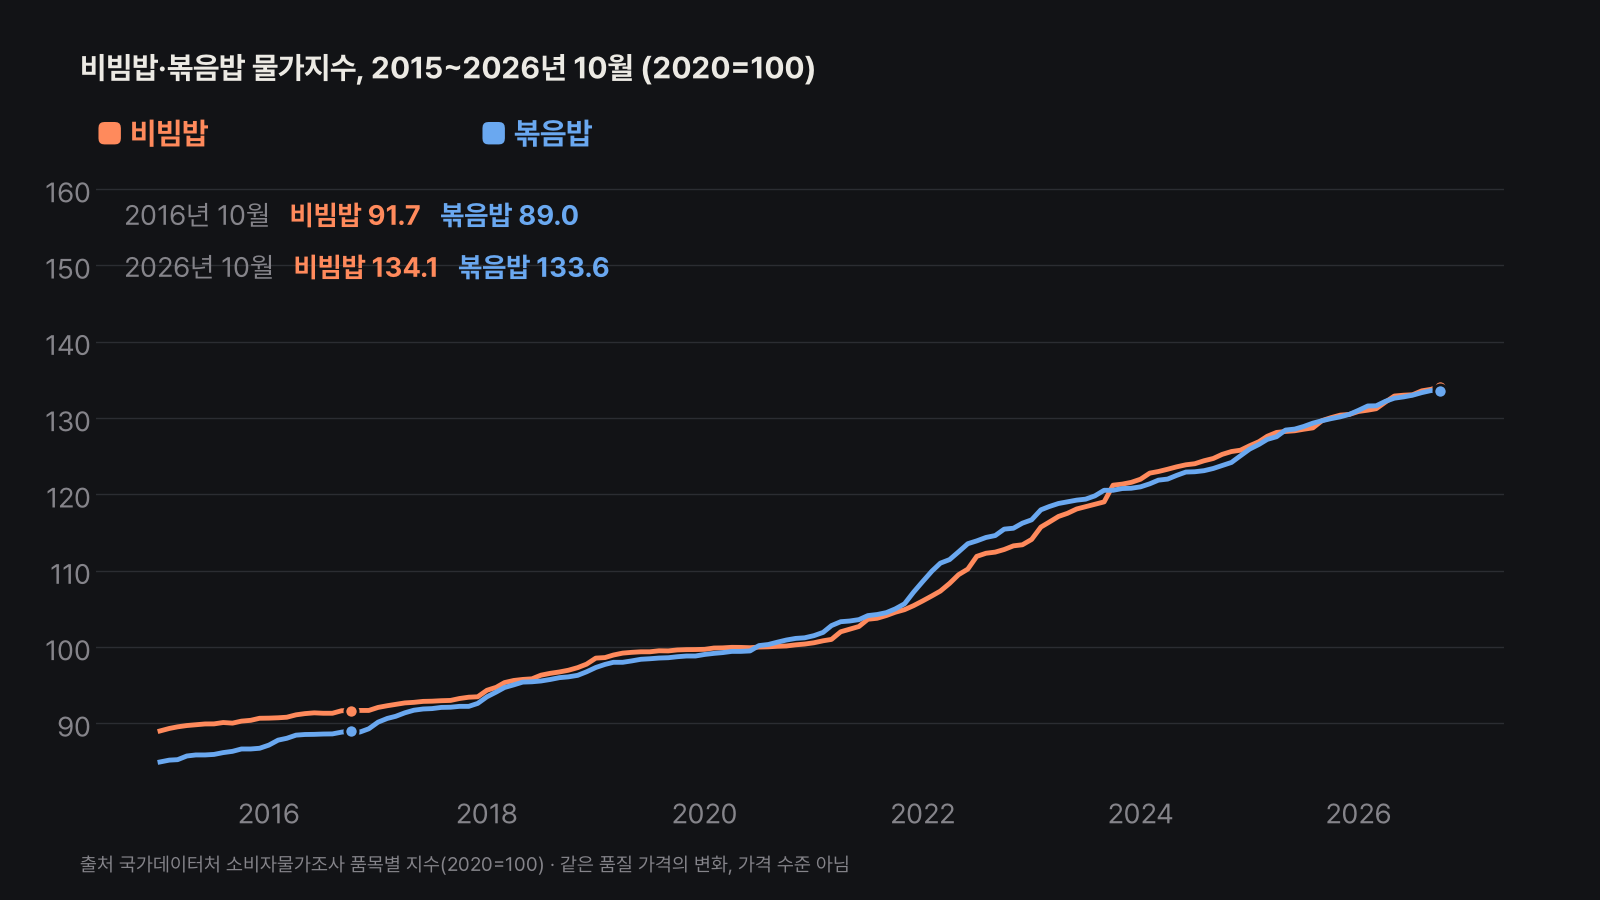 비빔밥·볶음밥 물가지수, 2015~2026년 10월 (2020=100)
비빔밥 볶음밥
160
2016년 10월 비빔밥 91.7 볶음밥 89.0
150
2026년 10월 비빔밥 134.1 볶음밥 133.6
140
130
120
110
100
90
2016 2018 2020 2022 2024 2026
출처 국가데이터처 소비자물가조사 품목별 지수(2020=100) · 같은 품질 가격의 변화, 가격 수준 아님